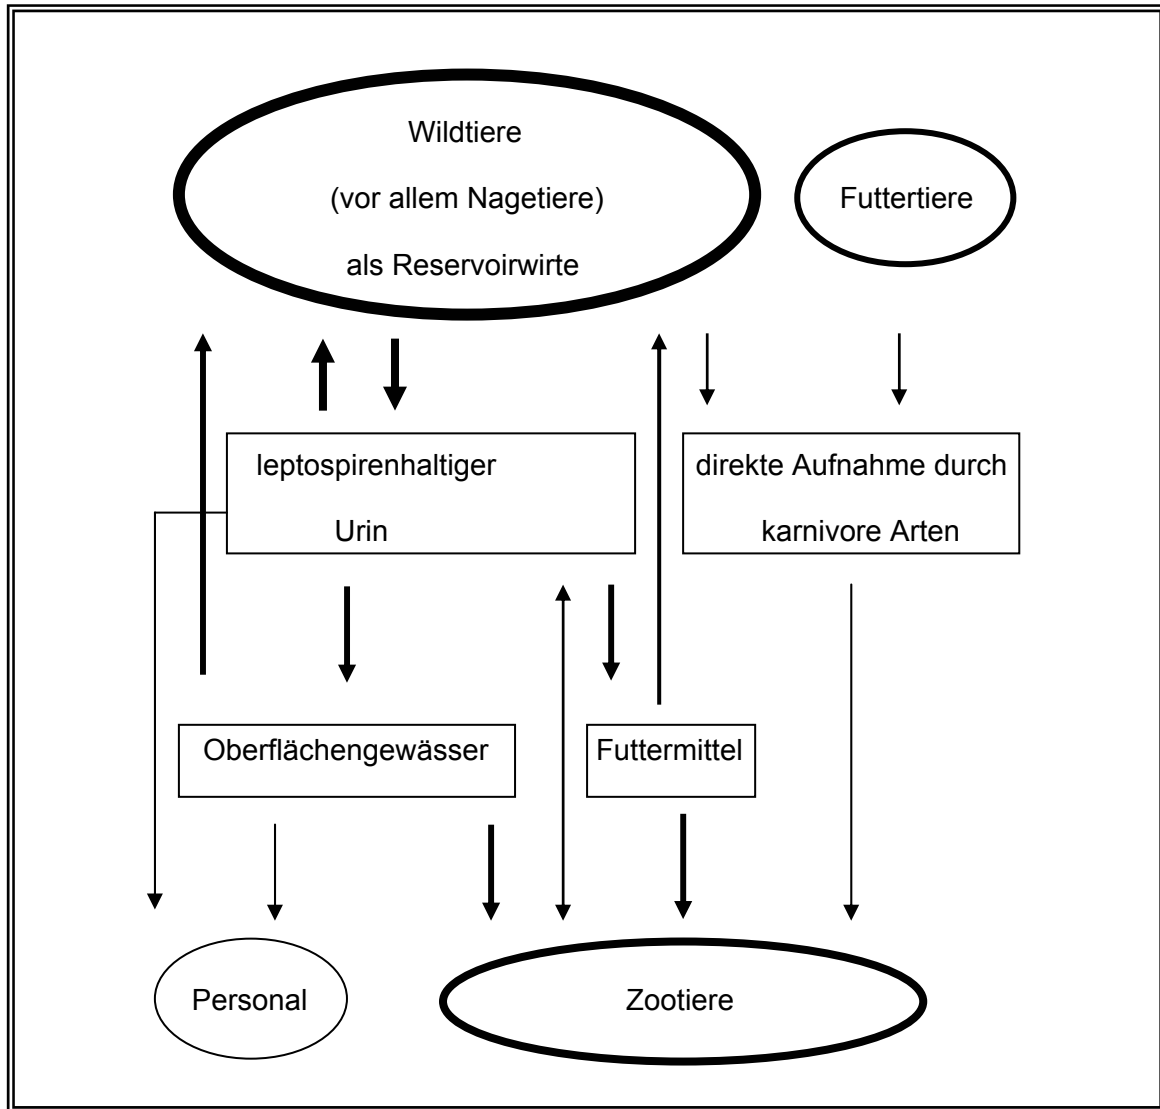 Wildtiere
(vor allem Nagetiere)
als Reservoirwirte
Futtertiere
leptospirenhaltiger
Urin
direkte Aufnahme durch
karnivore Arten
Oberflächengewässer
Futtermittel
Personal
Zootiere